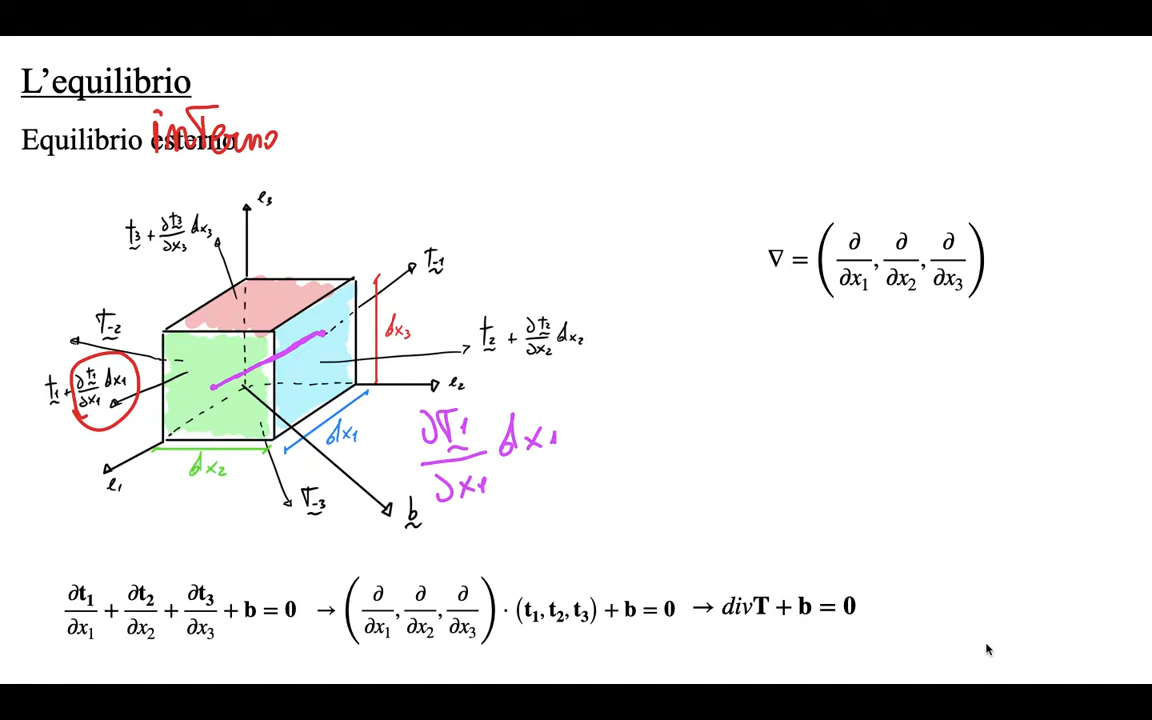 L’equilibrio
Equilibrio esterno
interno
e₃
t₃ + ∂t₃/∂x₃ dx₃
t₋₁
∇ = (∂/∂x₁, ∂/∂x₂, ∂/∂x₃)
t₋₂
dx₃
t₂ + ∂t₂/∂x₂ dx₂
t₁ + ∂t₁/∂x₁ dx₁
e₂
dx₁
∂t₁/∂x₁ dx₁
dx₂
e₁
t₋₃
b
∂t₁/∂x₁ + ∂t₂/∂x₂ + ∂t₃/∂x₃ + b = 0 → (∂/∂x₁, ∂/∂x₂, ∂/∂x₃) · (t₁, t₂, t₃) + b = 0 → divT + b = 0